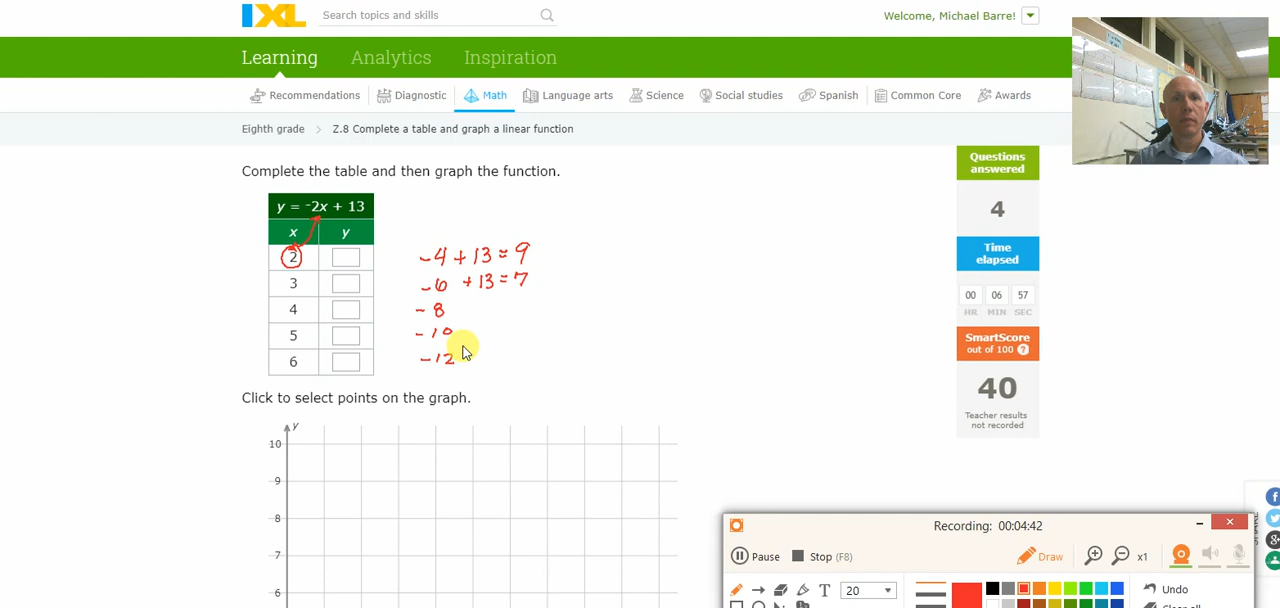 IXL
Search topics and skills
Welcome, Michael Barre!
Learning Analytics Inspiration
Recommendations Diagnostic Math Language arts Science Social studies Spanish Common Core Awards
Eighth grade > Z.8 Complete a table and graph a linear function
Complete the table and then graph the function.
y = -2x + 13
x y
2
3
4
5
6
-4 + 13 = 9
-6 + 13 = 7
-8
-10
-12
Questions answered
4
Time elapsed
00 06 57
HR MIN SEC
SmartScore
out of 100 ?
40
Teacher results
not recorded
Click to select points on the graph.
y
10
9
8
7
6
SHARE
Recording: 00:04:42
Pause Stop (F8) Draw x1
T 20 Undo
Clear all